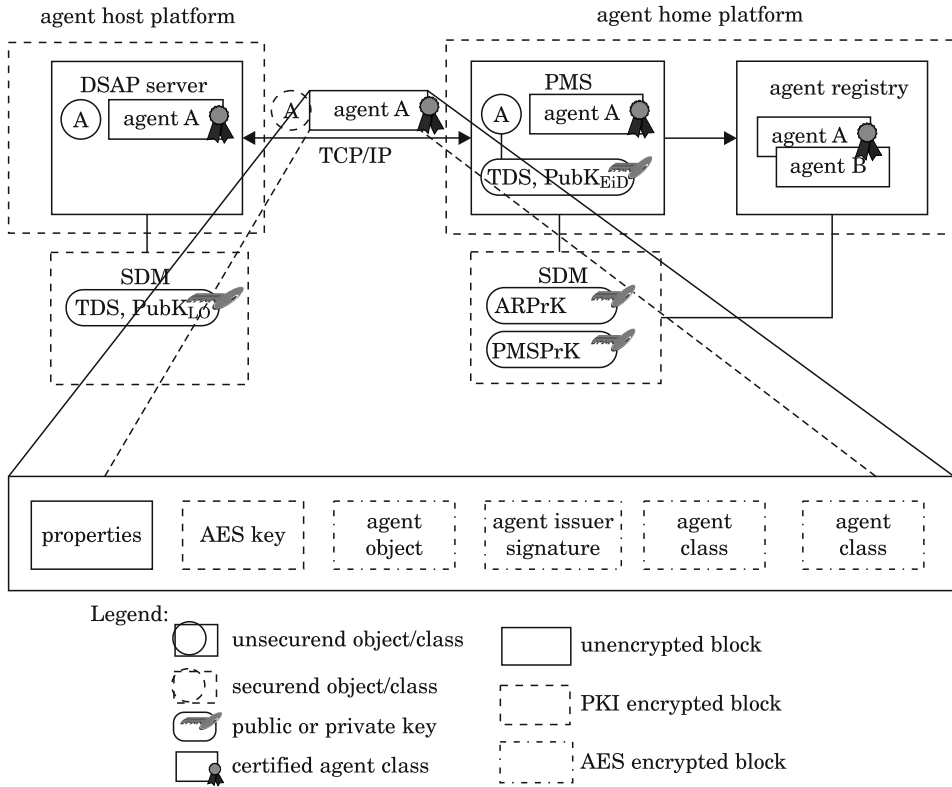 agent host platform
agent home platform
DSAP server
A
agent A
A
agent A
TCP/IP
PMS
A
agent A
TDS, PubK_EiD
agent registry
agent A
agent B
SDM
TDS, PubK_LO
SDM
ARPrK
PMSPrK
properties
AES key
agent
object
agent issuer
signature
agent
class
agent
class
Legend:
unsecurend object/class
securend object/class
public or private key
certified agent class
unencrypted block
PKI encrypted block
AES encrypted block